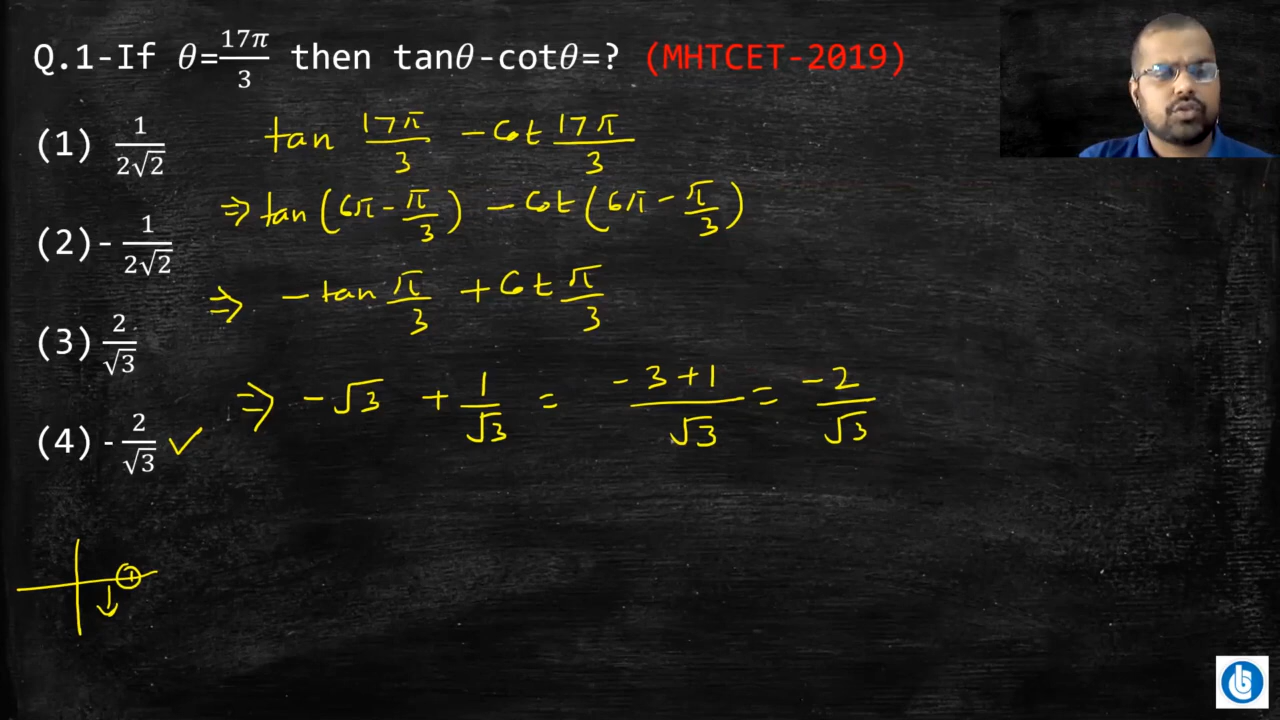 Q.1-If θ=17π/3 then tanθ-cotθ=? (MHTCET-2019)
(1) 1/2√2
tan 17π/3 - cot 17π/3
⇒ tan (6π - π/3) - cot (6π - π/3)
(2) - 1/2√2
⇒ - tan π/3 + cot π/3
(3) 2/√3
⇒ -√3 + 1/√3 = -3+1/√3 = -2/√3
(4) - 2/√3 ✓